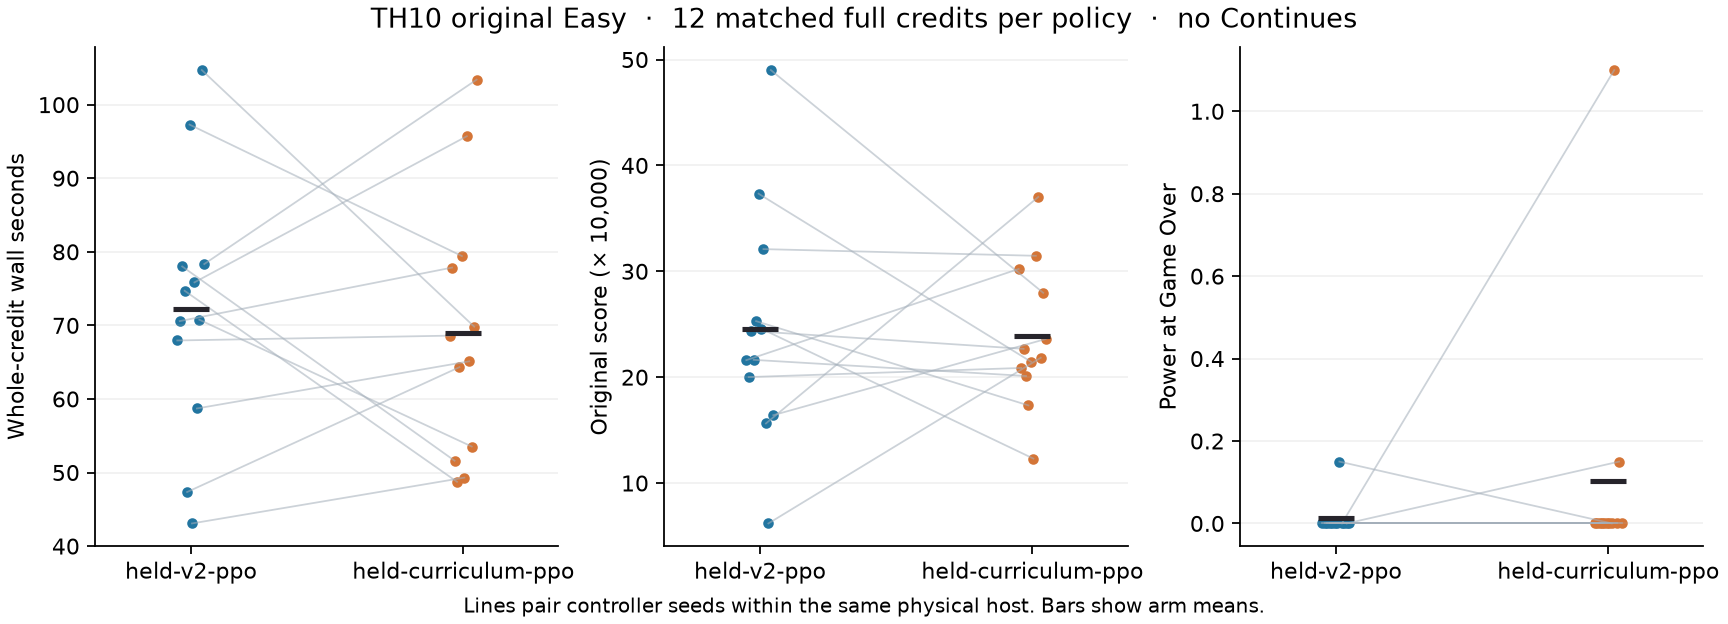 TH10 original Easy · 12 matched full credits per policy · no Continues
Whole-credit wall seconds
100
90
80
70
60
50
40
held-v2-ppo
held-curriculum-ppo
Original score (× 10,000)
50
40
30
20
10
held-v2-ppo
held-curriculum-ppo
Power at Game Over
1.0
0.8
0.6
0.4
0.2
0.0
held-v2-ppo
held-curriculum-ppo
Lines pair controller seeds within the same physical host. Bars show arm means.